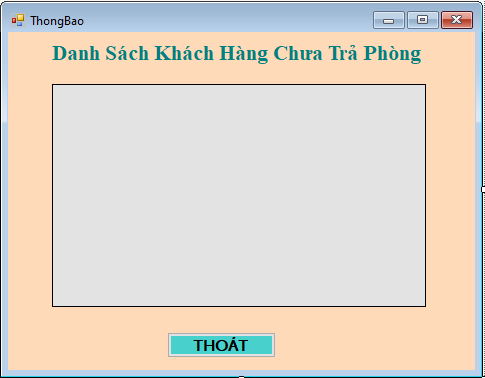 ThongBao
Danh Sách Khách Hàng Chưa Trả Phòng
THOÁT